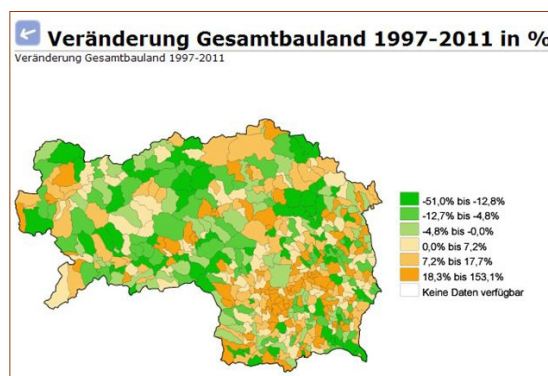 Veränderung Gesamtbauland 1997-2011 in %
Veränderung Gesamtbauland 1997-2011
-51,0% bis -12,8%
-12,7% bis -4,8%
-4,8% bis -0,0%
0,0% bis 7,2%
7,2% bis 17,7%
18,3% bis 153,1%
Keine Daten verfügbar